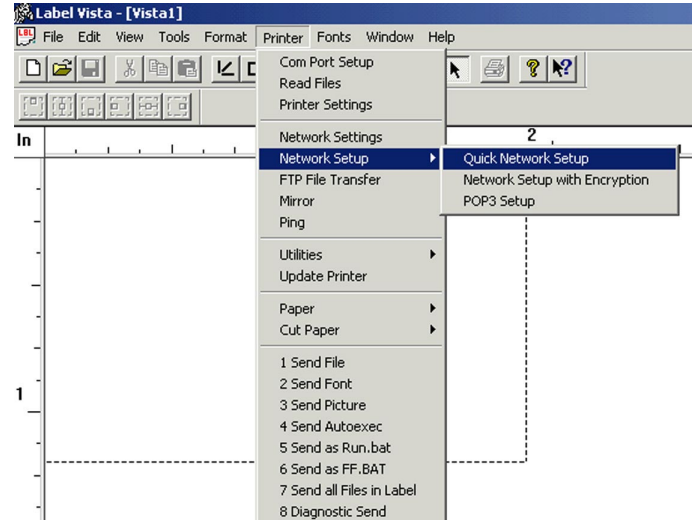 Label Vista - [Vista1]
LBL File Edit View Tools Format Printer Fonts Window Help
Com Port Setup
Read Files
Printer Settings
Network Settings
Network Setup
FTP File Transfer
Mirror
Ping
Utilities
Update Printer
Paper
Cut Paper
1 Send File
2 Send Font
3 Send Picture
4 Send Autoexec
5 Send as Run.bat
6 Send as FF.BAT
7 Send all Files in Label
8 Diagnostic Send
Quick Network Setup
Network Setup with Encryption
POP3 Setup
In
2
1